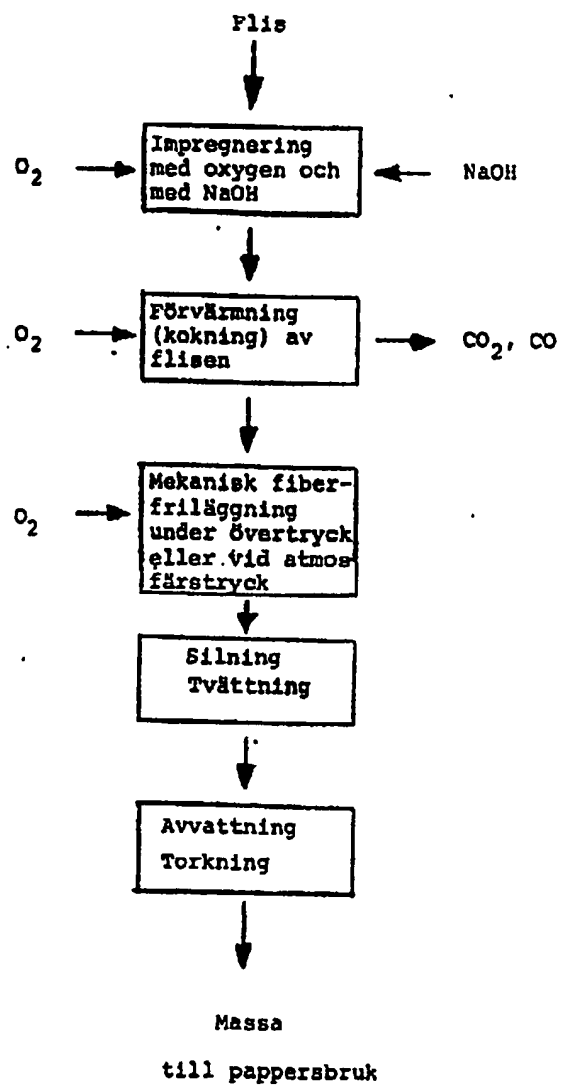 Flis
Impregnering
med oxygen och
med NaOH
O2
NaOH
Förvärmning
(kokning) av
flisen
O2
CO2, CO
Mekanisk fiber-
friläggning
under övertryck
eller vid atmos-
färstryck
O2
Silning
Tvättning
Avvattning
Torkning
Massa
till pappersbruk